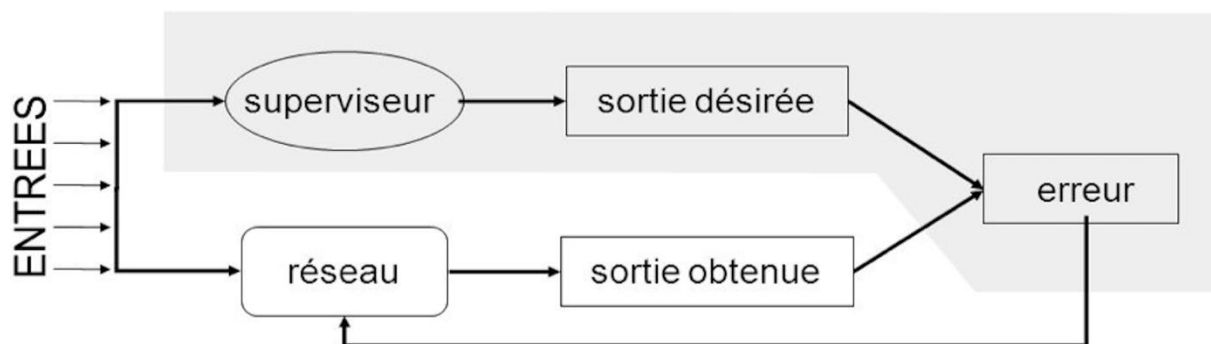 ENTREES
superviseur
sortie désirée
erreur
réseau
sortie obtenue